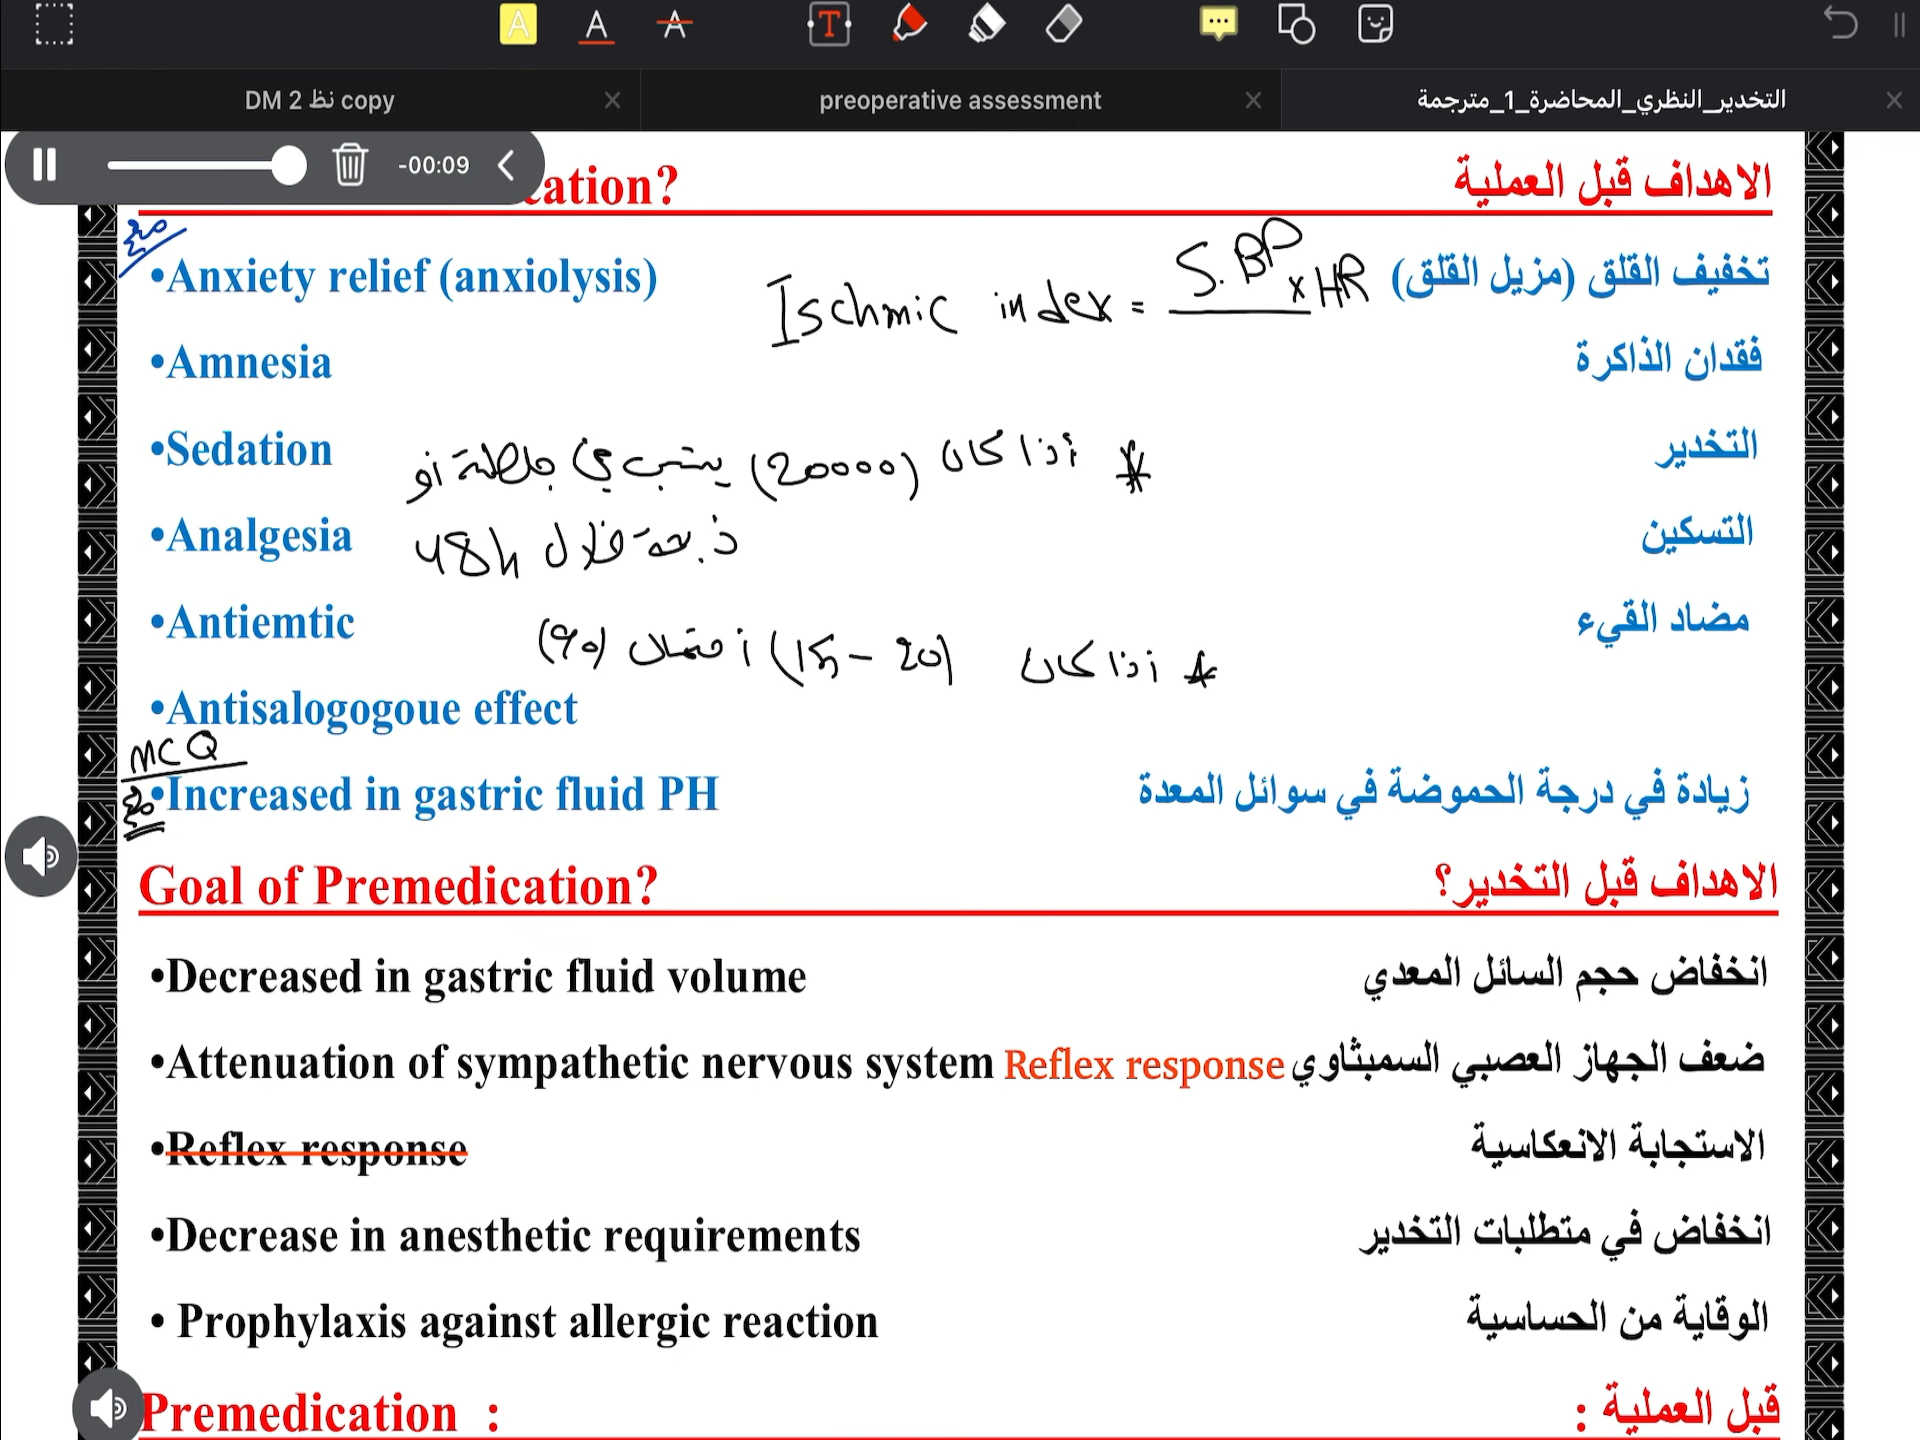 A A A T
DM 2 نظ copy
preoperative assessment
التخدير_النظري_المحاضرة_1_مترجمة
-00:09
ation?
الاهداف قبل العملية
•Anxiety relief (anxiolysis)
تخفيف القلق (مزيل القلق)
Ischmic index = S.BP x HR
•Amnesia
فقدان الذاكرة
•Sedation
التخدير
* أذا كان (20000) يتسبب في جلطة أو
•Analgesia
التسكين
ذبحة خلال 48h
•Antiemtic
مضاد القيء
* أذا كان (15 - 20) أحتمال (90)
•Antisalogogoue effect
MCQ
•Increased in gastric fluid PH
زيادة في درجة الحموضة في سوائل المعدة
Goal of Premedication?
الاهداف قبل التخدير؟
•Decreased in gastric fluid volume
انخفاض حجم السائل المعدي
•Attenuation of sympathetic nervous system Reflex response
ضعف الجهاز العصبي السمبثاوي
•Reflex response
الاستجابة الانعكاسية
•Decrease in anesthetic requirements
انخفاض في متطلبات التخدير
• Prophylaxis against allergic reaction
الوقاية من الحساسية
Premedication :
قبل العملية :